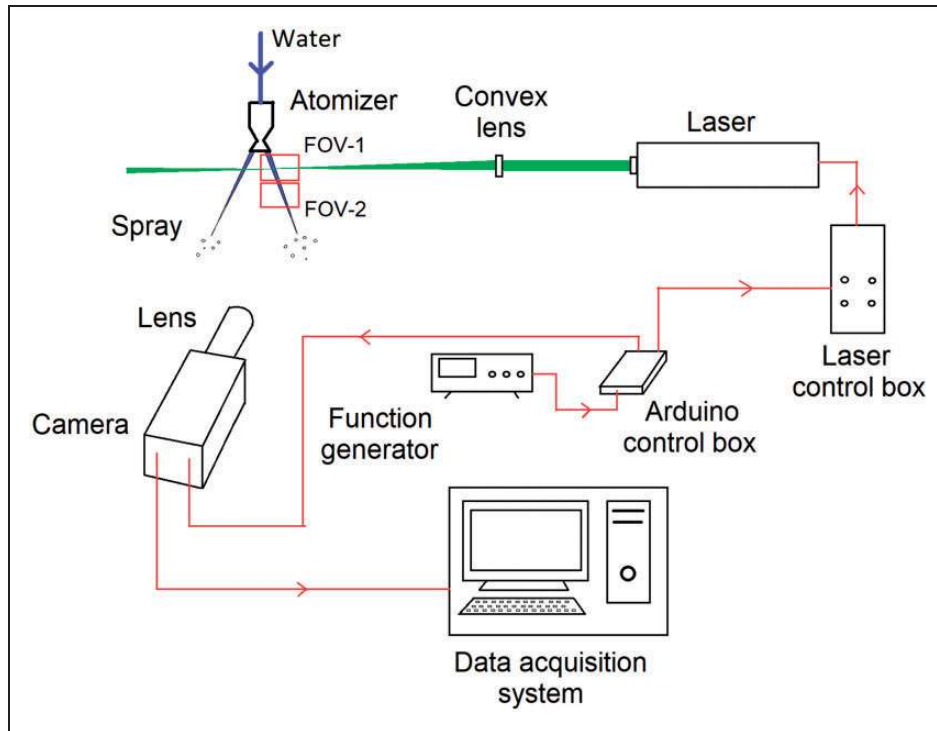 Water
Atomizer
FOV-1
Convex
lens
Laser
FOV-2
Spray
Lens
Camera
Function
generator
Arduino
control box
Laser
control box
Data acquisition
system